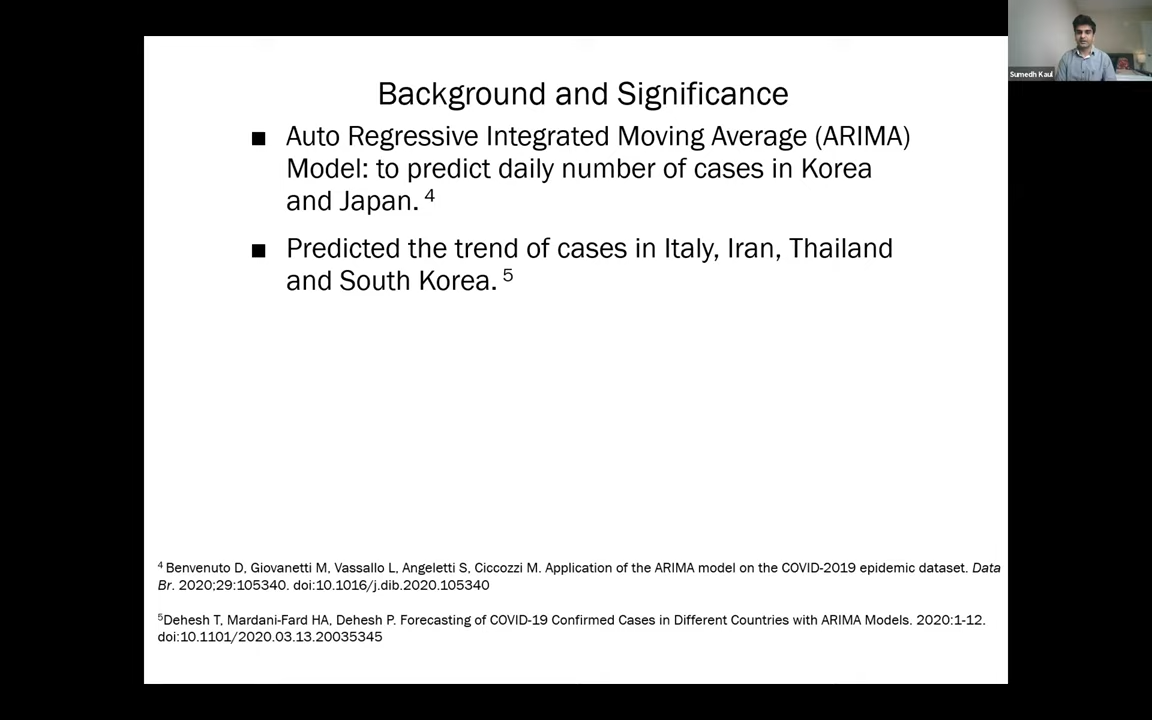 Background and Significance
■ Auto Regressive Integrated Moving Average (ARIMA)
Model: to predict daily number of cases in Korea
and Japan. 4
■ Predicted the trend of cases in Italy, Iran, Thailand
and South Korea. 5
4 Benvenuto D, Giovanetti M, Vassallo L, Angeletti S, Ciccozzi M. Application of the ARIMA model on the COVID-2019 epidemic dataset. Data
Br. 2020;29:105340. doi:10.1016/j.dib.2020.105340
5Dehesh T, Mardani-Fard HA, Dehesh P. Forecasting of COVID-19 Confirmed Cases in Different Countries with ARIMA Models. 2020:1-12.
doi:10.1101/2020.03.13.20035345
Sumedh Kaul